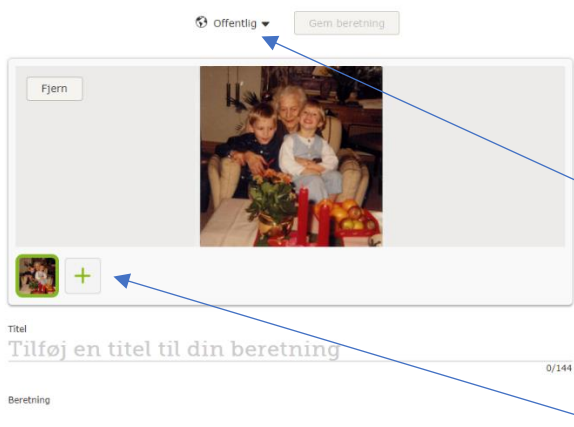 Offentlig
Gem beretning
Fjern
Titel
Tilføj en titel til din beretning
0/144
Beretning